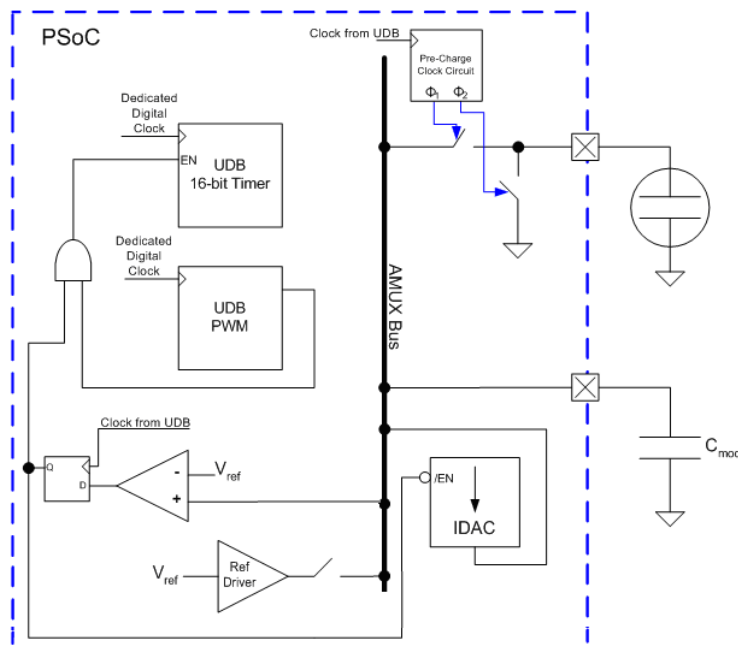 PSoC
Clock from UDB
Pre-Charge
Clock Circuit
Φ1 Φ2
Dedicated
Digital
Clock
EN
UDB
16-bit Timer
Dedicated
Digital
Clock
UDB
PWM
AMUX Bus
Clock from UDB
Q
D
-
+
Vref
Cmod
/EN
IDAC
Vref
Ref
Driver